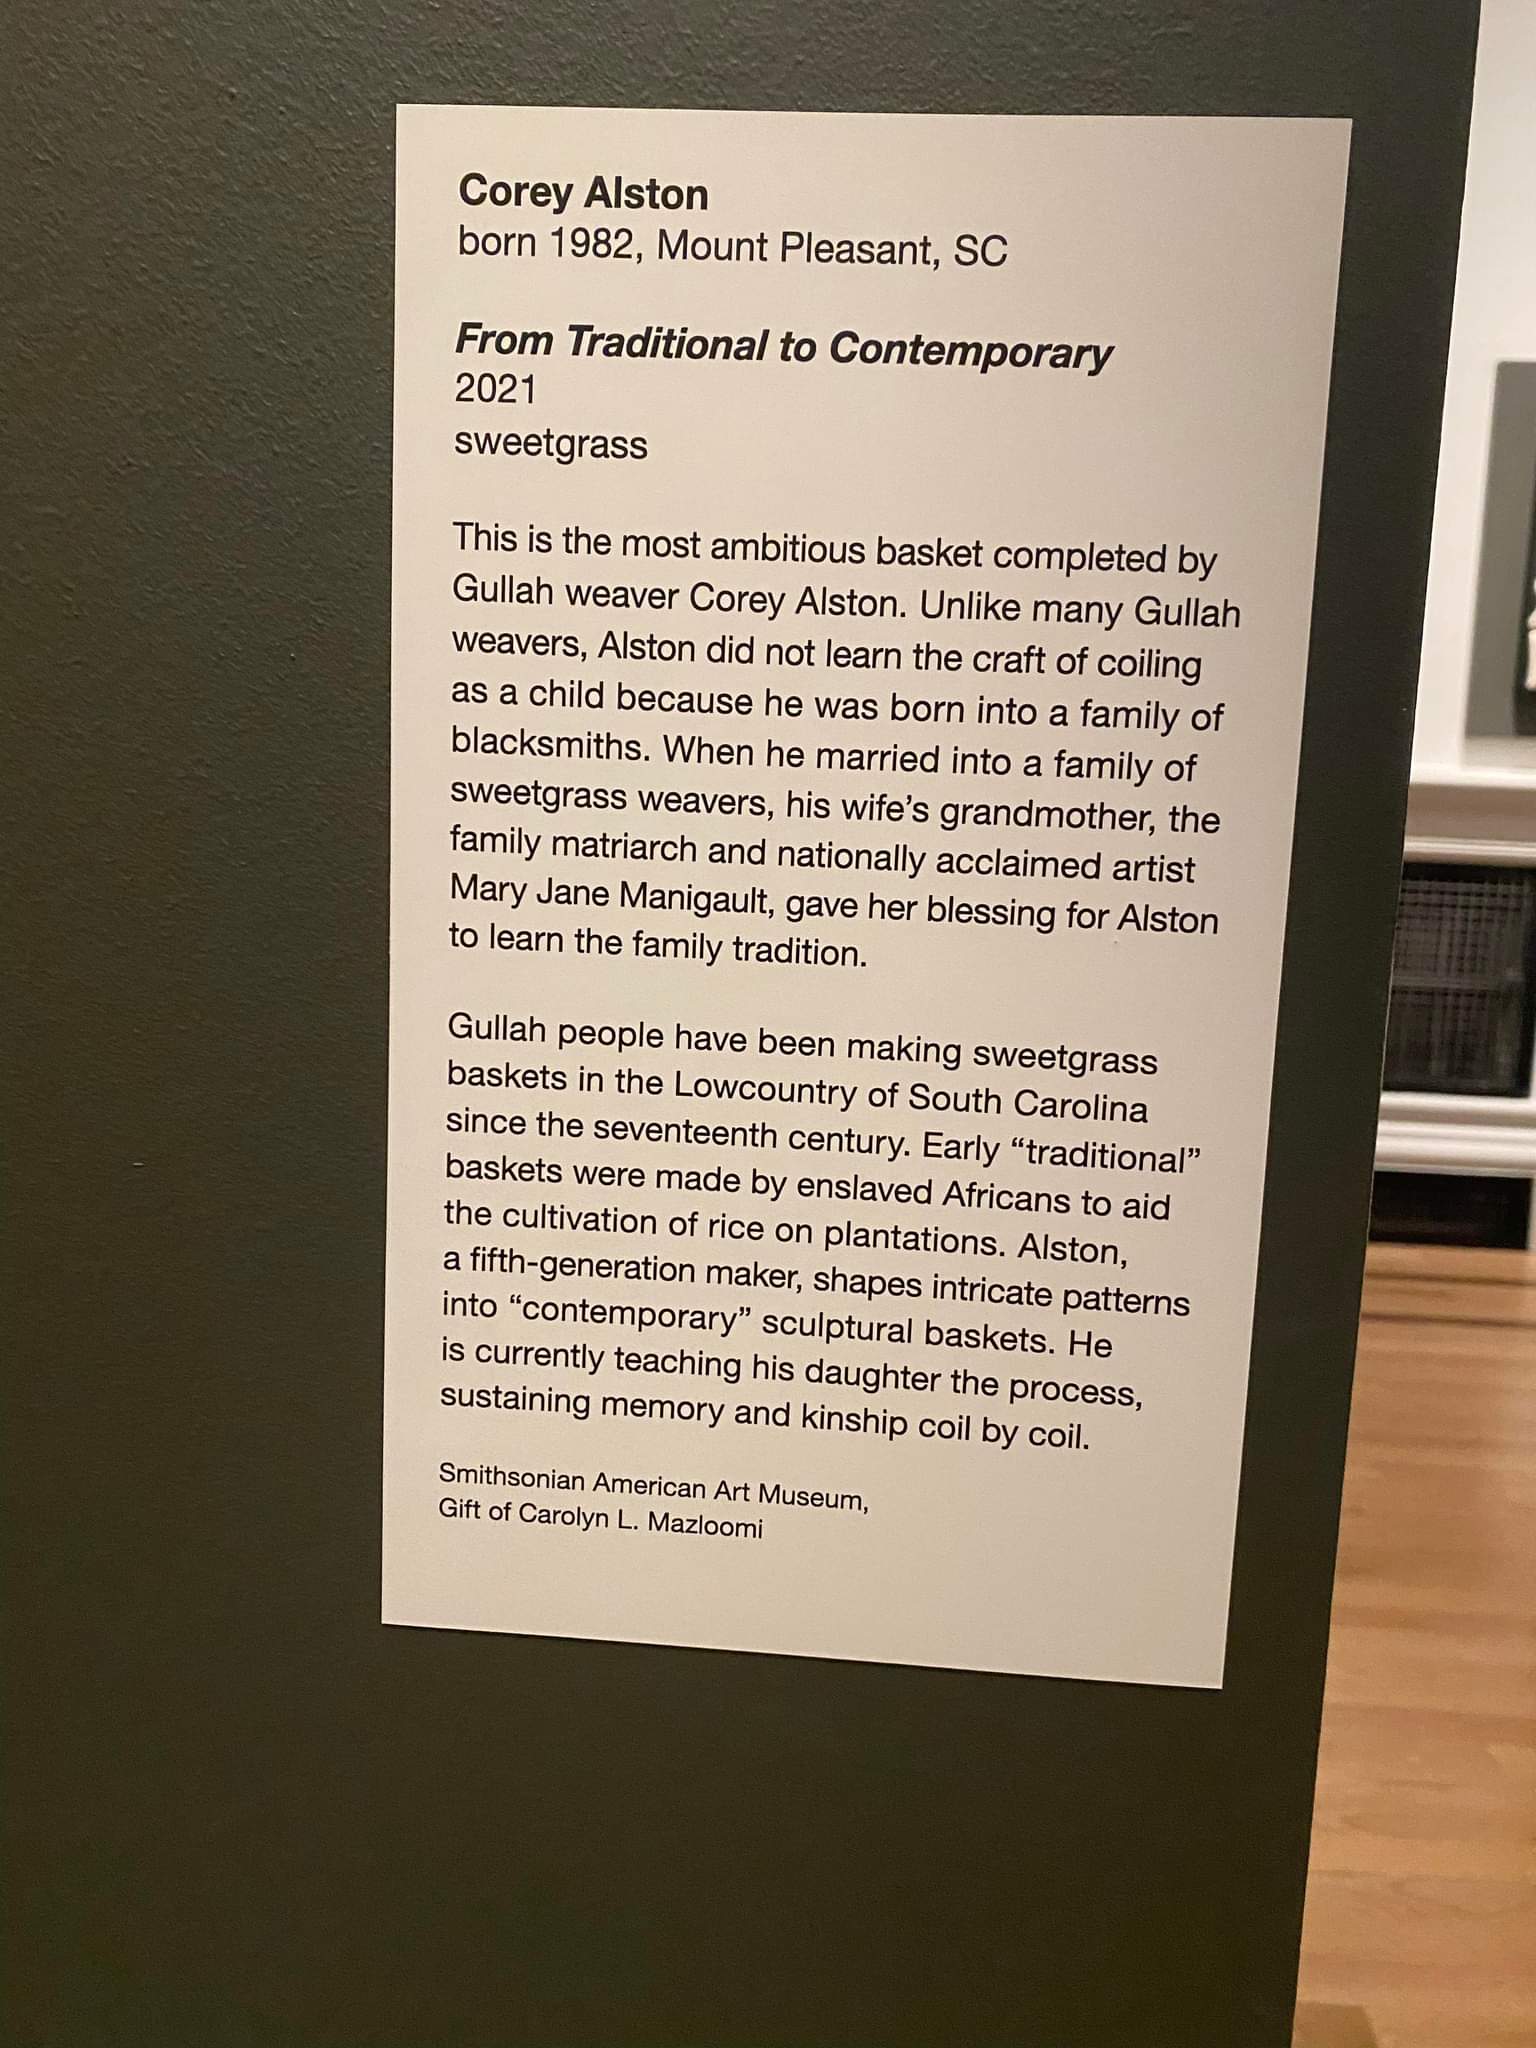 Corey Alston
born 1982, Mount Pleasant, SC
From Traditional to Contemporary
2021
sweetgrass
This is the most ambitious basket completed by
Gullah weaver Corey Alston. Unlike many Gullah
weavers, Alston did not learn the craft of coiling
as a child because he was born into a family of
blacksmiths. When he married into a family of
sweetgrass weavers, his wife’s grandmother, the
family matriarch and nationally acclaimed artist
Mary Jane Manigault, gave her blessing for Alston
to learn the family tradition.
Gullah people have been making sweetgrass
baskets in the Lowcountry of South Carolina
since the seventeenth century. Early “traditional”
baskets were made by enslaved Africans to aid
the cultivation of rice on plantations. Alston,
a fifth-generation maker, shapes intricate patterns
into “contemporary” sculptural baskets. He
is currently teaching his daughter the process,
sustaining memory and kinship coil by coil.
Smithsonian American Art Museum,
Gift of Carolyn L. Mazloomi